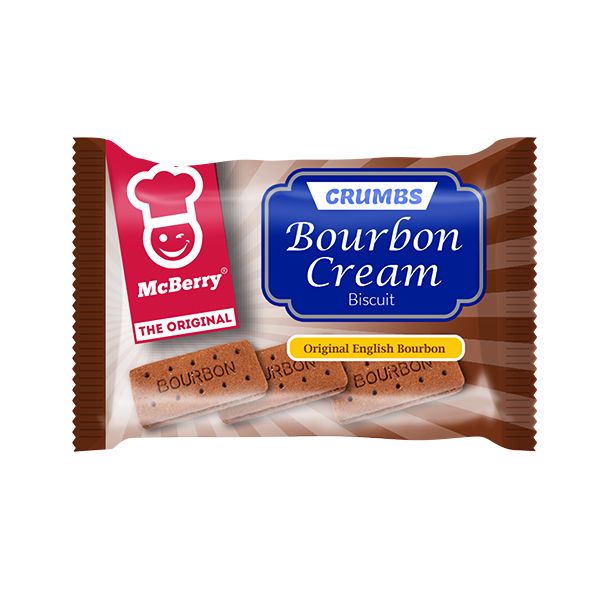 McBerry®
THE ORIGINAL
CRUMBS
Bourbon
Cream
Biscuit
Original English Bourbon
BOURBON
BOURBON
BOURBON